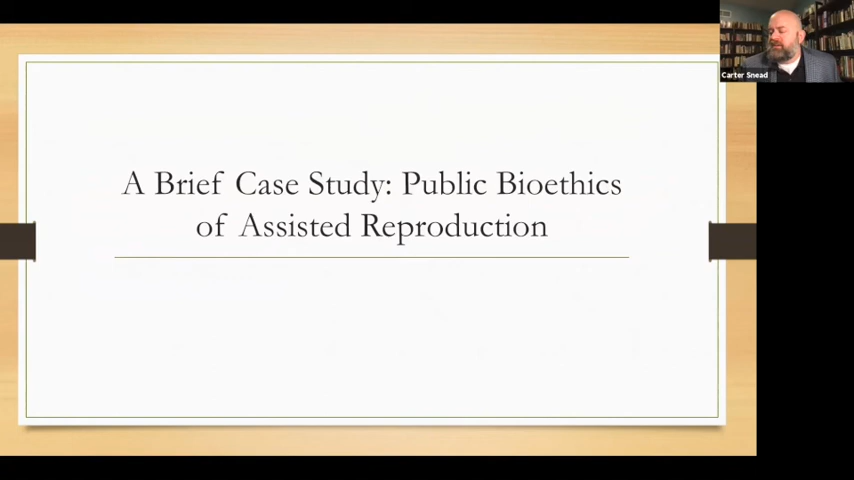 Carter Snead
A Brief Case Study: Public Bioethics
of Assisted Reproduction